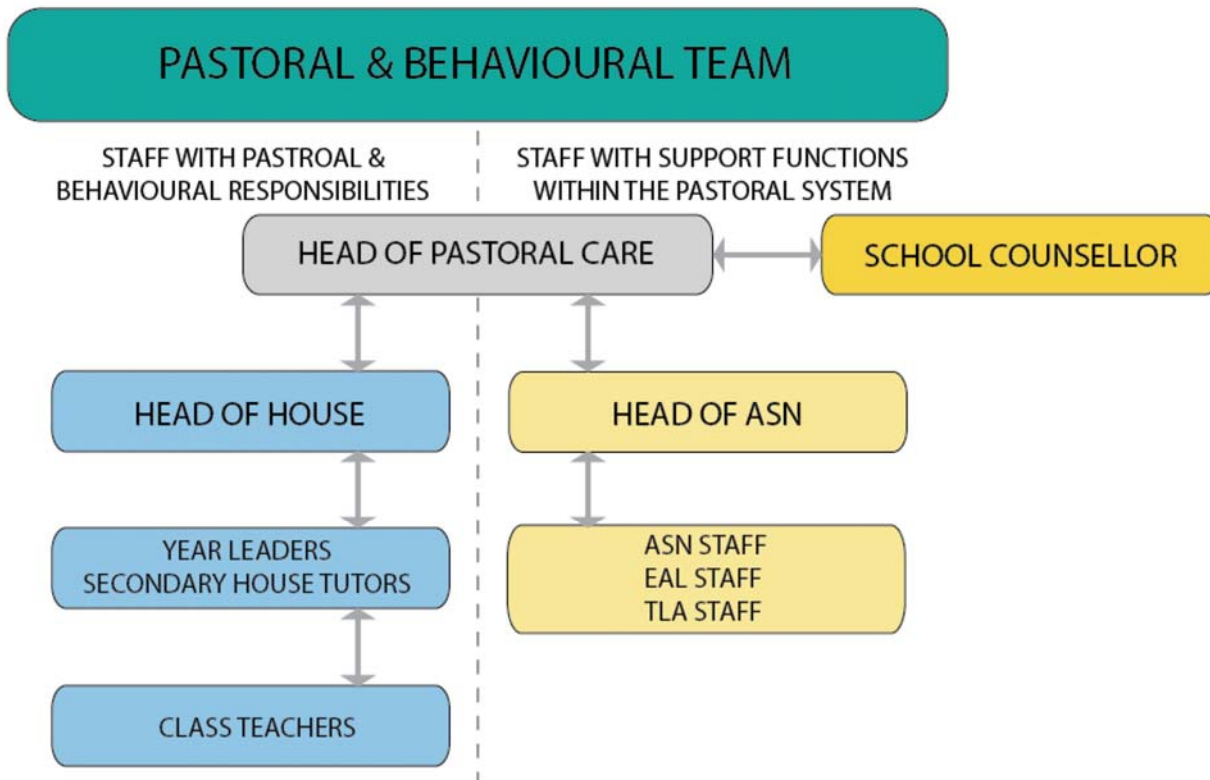 PASTORAL & BEHAVIOURAL TEAM
STAFF WITH PASTROAL &
BEHAVIOURAL RESPONSIBILITIES
STAFF WITH SUPPORT FUNCTIONS
WITHIN THE PASTORAL SYSTEM
HEAD OF PASTORAL CARE
SCHOOL COUNSELLOR
HEAD OF HOUSE
HEAD OF ASN
YEAR LEADERS
SECONDARY HOUSE TUTORS
ASN STAFF
EAL STAFF
TLA STAFF
CLASS TEACHERS